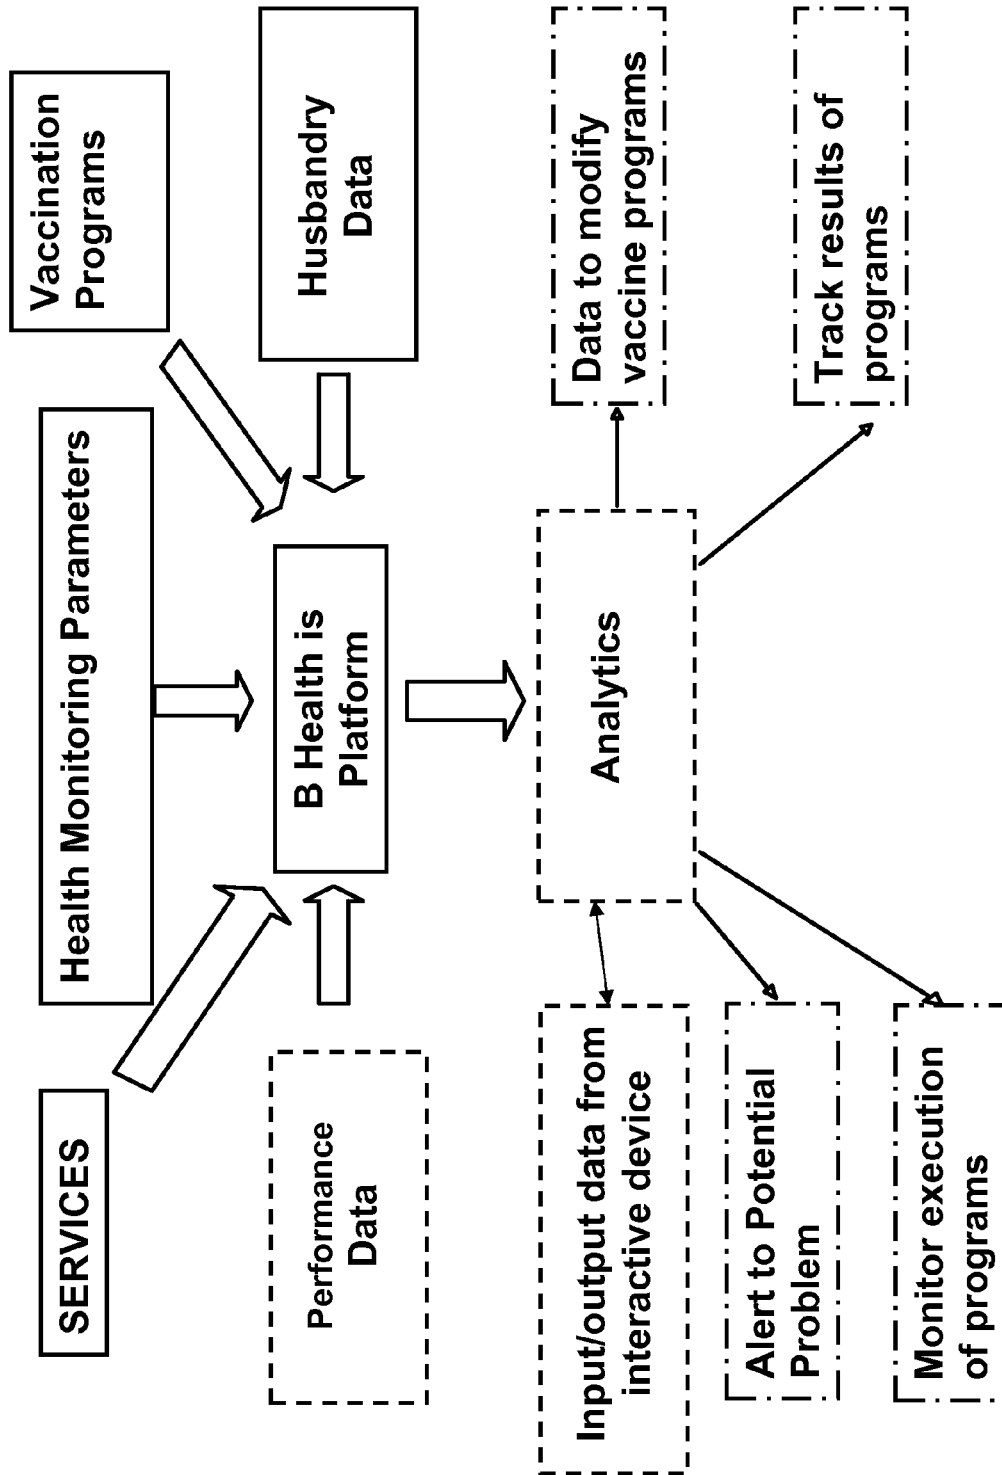 SERVICES
Health Monitoring Parameters
Vaccination
Programs
Performance
Data
B Health is
Platform
Husbandry
Data
Input/output data from
interactive device
Analytics
Data to modify
vaccine programs
Alert to Potential
Problem
Track results of
programs
Monitor execution
of programs